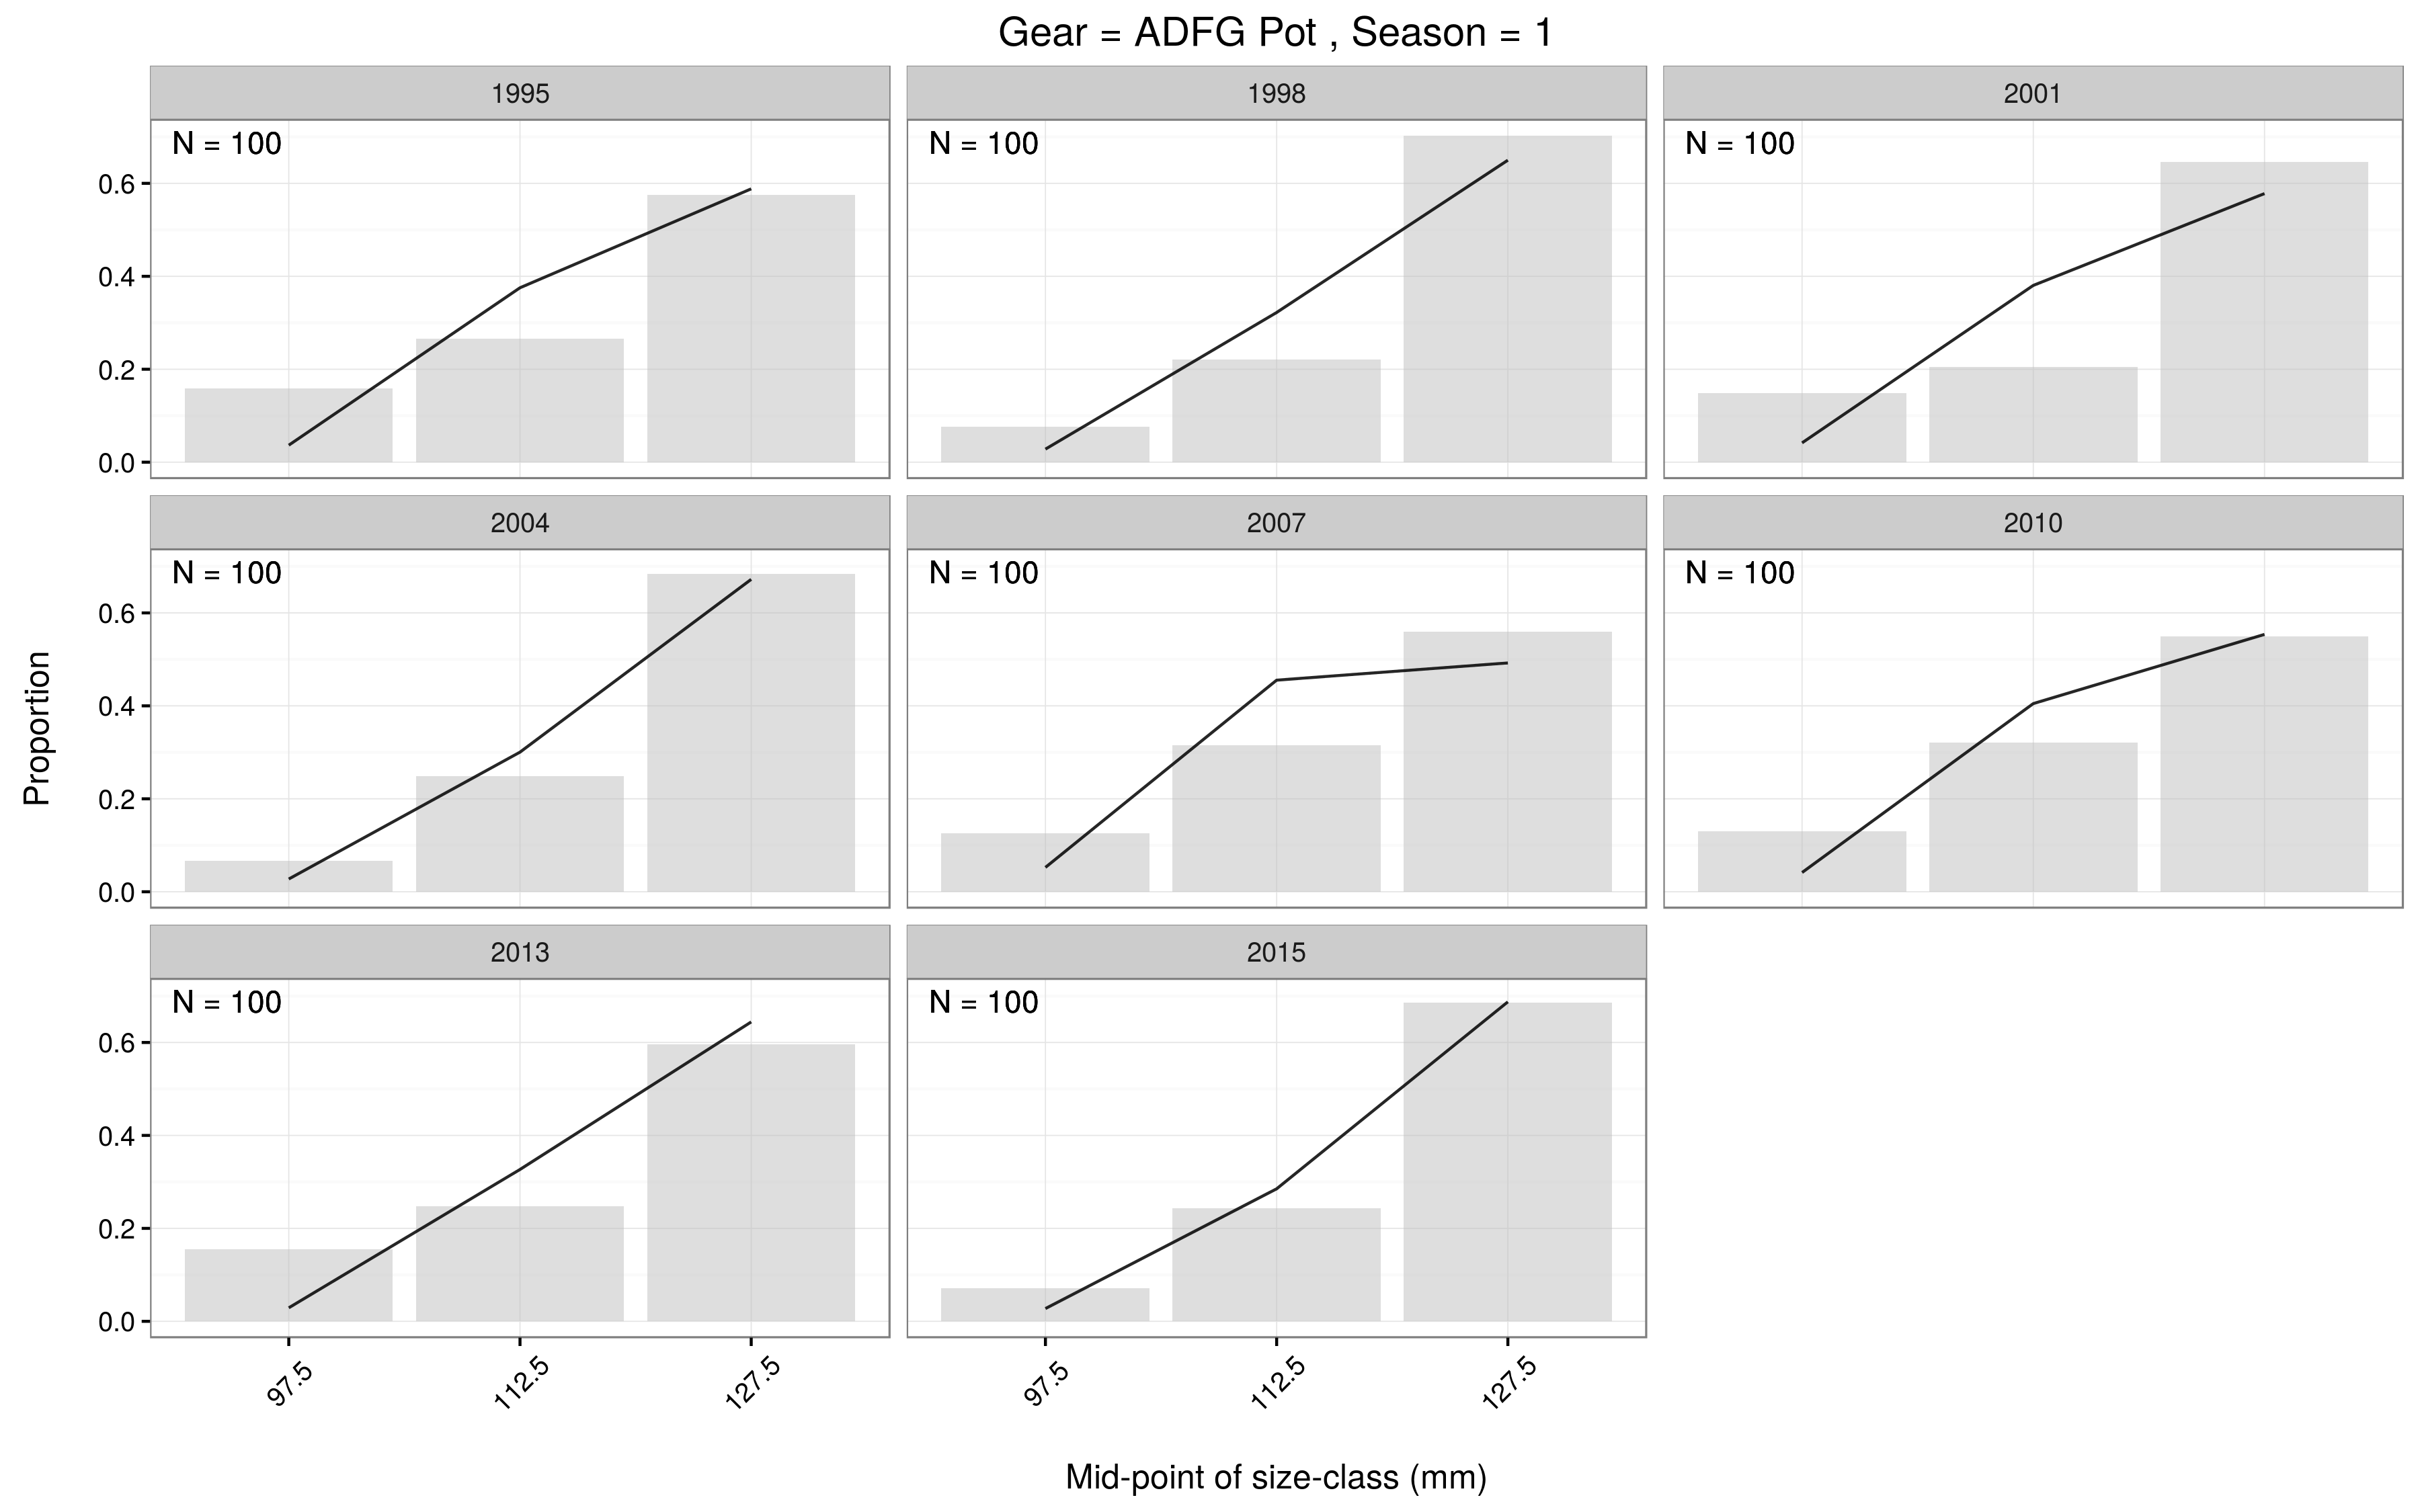 Gear = ADFG Pot , Season = 1
1995
1998
2001
N = 100
N = 100
N = 100
0.6
0.4
0.2
0.0
2004
2007
2010
N = 100
N = 100
N = 100
0.6
0.4
0.2
0.0
Proportion
2013
2015
N = 100
N = 100
0.6
0.4
0.2
0.0
97.5
112.5
127.5
97.5
112.5
127.5
Mid-point of size-class (mm)